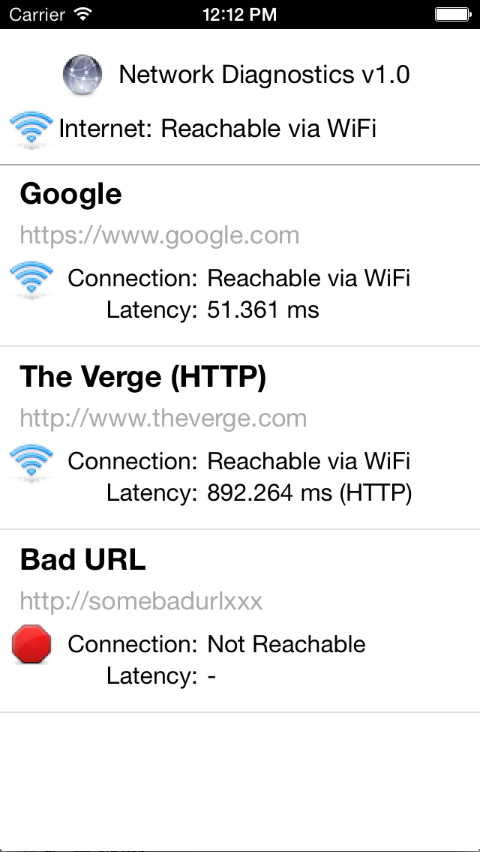 Carrier 12:12 PM
Network Diagnostics v1.0
Internet: Reachable via WiFi
Google
https://www.google.com
Connection: Reachable via WiFi
Latency: 51.361 ms
The Verge (HTTP)
http://www.theverge.com
Connection: Reachable via WiFi
Latency: 892.264 ms (HTTP)
Bad URL
http://somebadurlxxx
Connection: Not Reachable
Latency: -